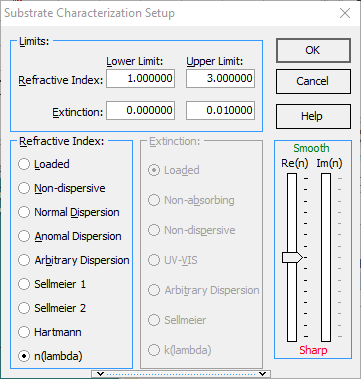 Substrate Characterization Setup
Limits:
Lower Limit: Upper Limit:
Refractive Index: 1.000000 3.000000
Extinction: 0.000000 0.010000
OK
Cancel
Help
Refractive Index:
Loaded
Non-dispersive
Normal Dispersion
Anomal Dispersion
Arbitrary Dispersion
Sellmeier 1
Sellmeier 2
Hartmann
n(lambda)
Extinction:
Loaded
Non-absorbing
Non-dispersive
UV-VIS
Arbitrary Dispersion
Sellmeier
k(lambda)
Smooth
Re(n) Im(n)
Sharp